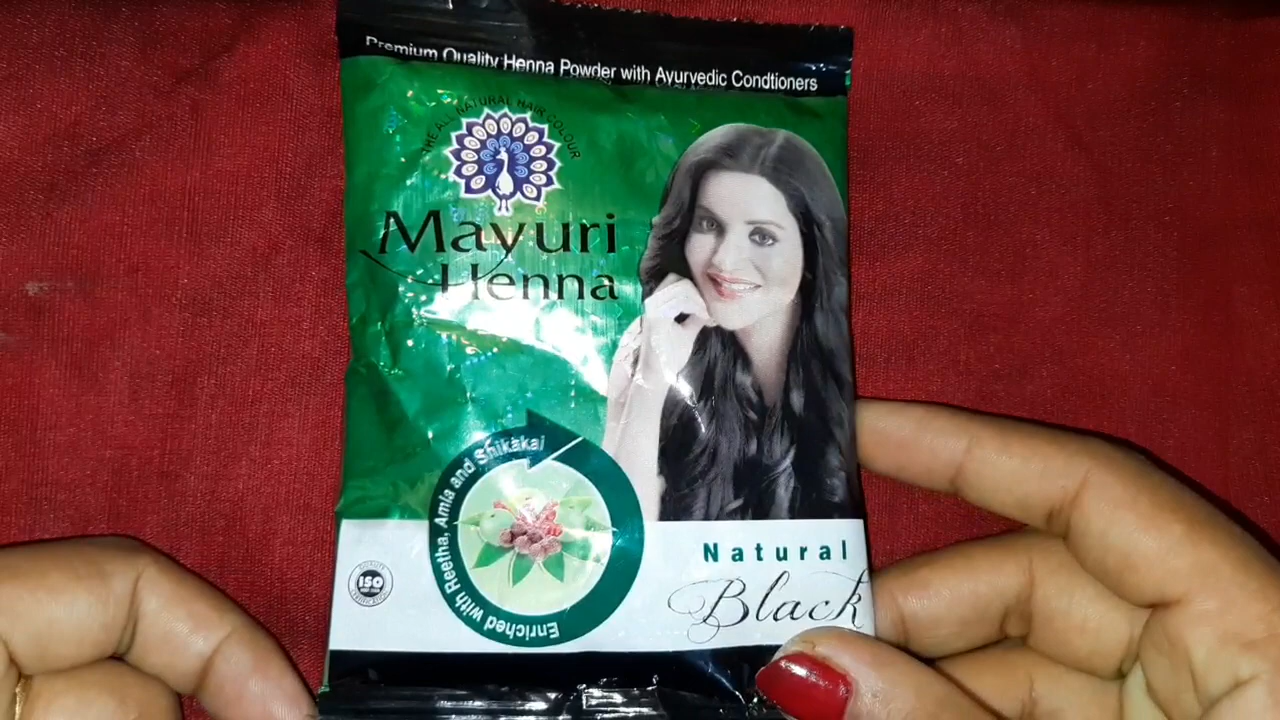 Premium Quality Henna Powder with Ayurvedic Condtioners
THE ALL NATURAL HAIR COLOUR
Mayuri
Henna
Enriched with Reetha, Amla and Shikakai
ISO
Natural
Black